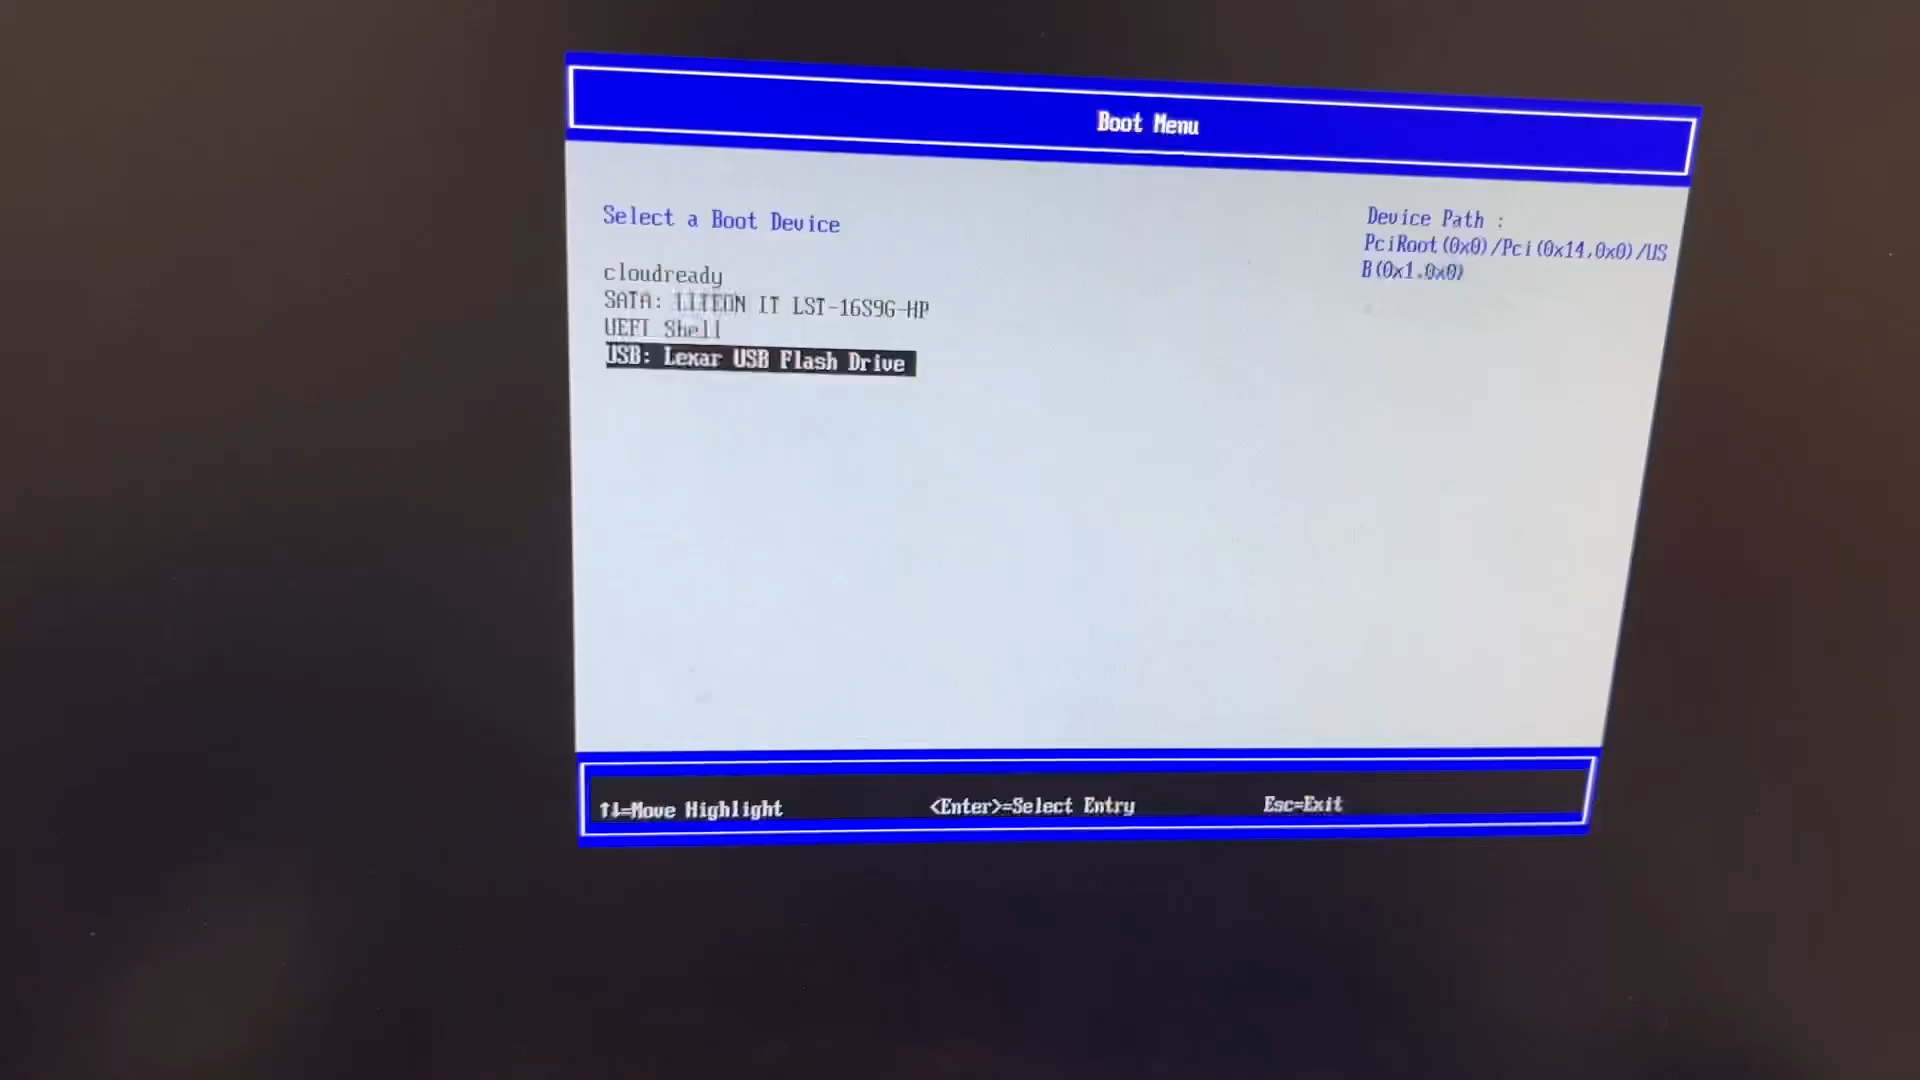 Boot Menu
Select a Boot Device
cloudready
SATA: LITEON IT LST-16S9G-HP
UEFI Shell
USB: Lexar USB Flash Drive
Device Path :
PciRoot(0x0)/Pci(0x14,0x0)/US
B(0x1,0x0)
↑↓=Move Highlight
<Enter>=Select Entry
Esc=Exit